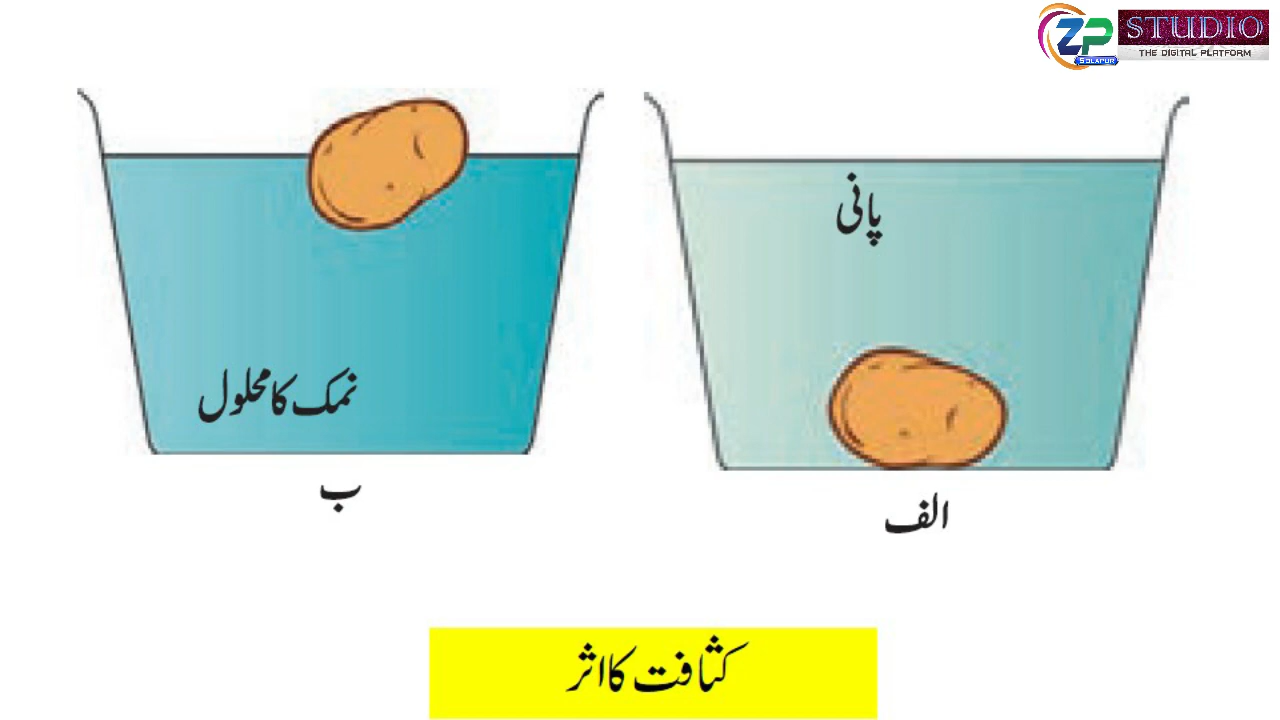 ZP STUDIO
SOLAPUR THE DIGITAL PLATFORM
پانی
نمک کا محلول
الف
ب
کثافت کا اثر